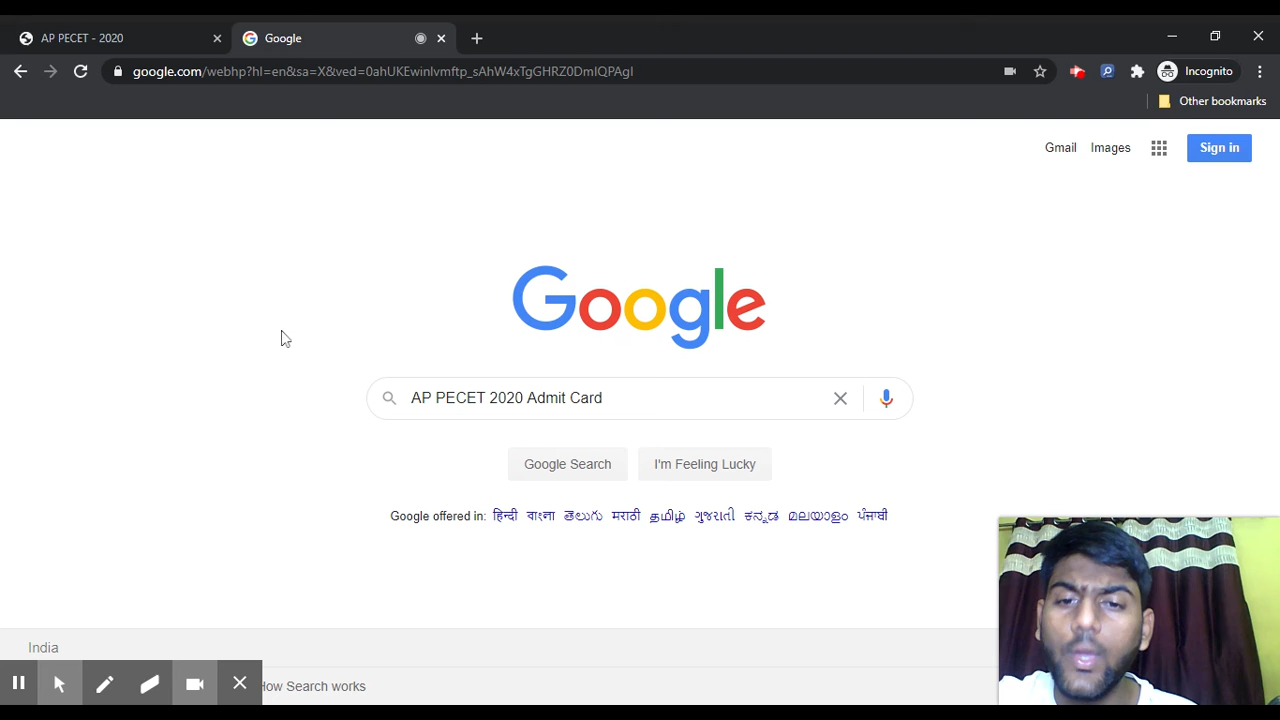 AP PECET - 2020
Google
google.com/webhp?hl=en&sa=X&ved=0ahUKEwinlvmftp_sAhW4xTgGHRZ0DmIQPAgI
Incognito
Other bookmarks
Gmail Images Sign in
Google
AP PECET 2020 Admit Card
Google Search I'm Feeling Lucky
Google offered in: हिन्दी বাংলা తెలుగు मराठी தமிழ் ગુજરાતી ಕನ್ನಡ മലയാളം ਪੰਜਾਬੀ
India
How Search works